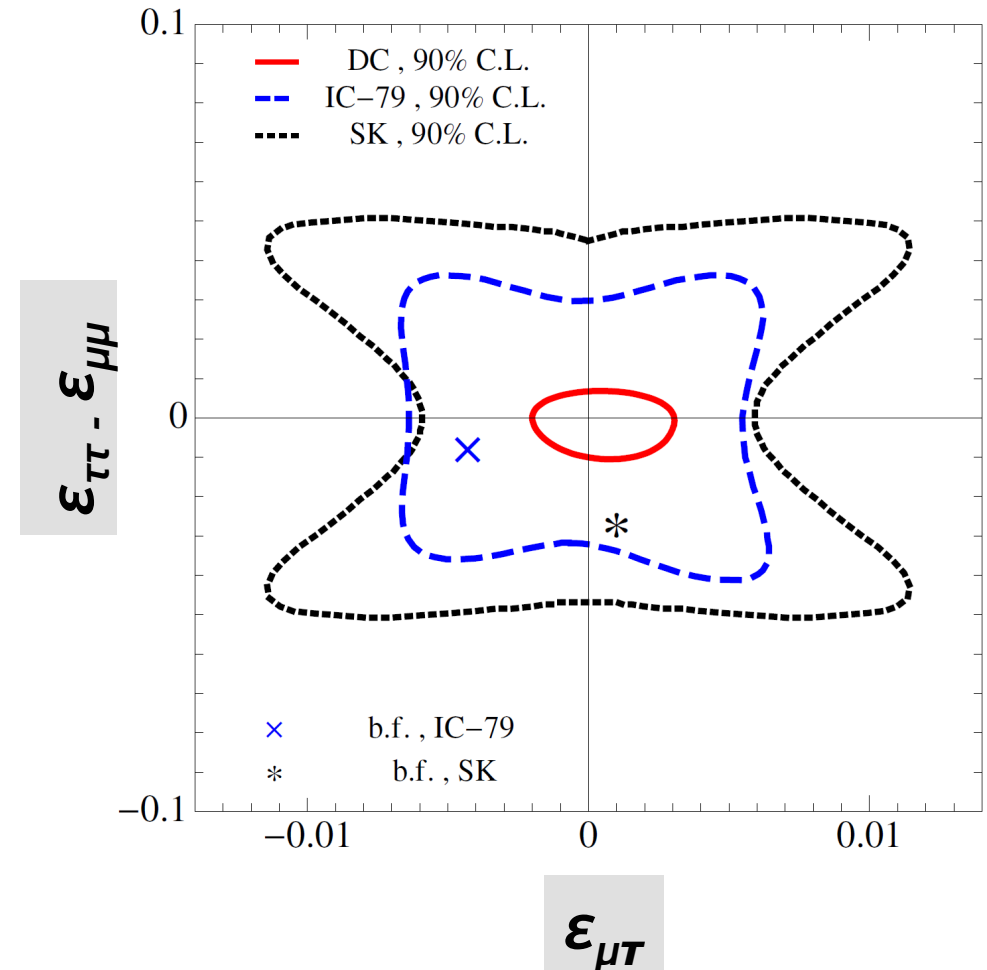 0.1
DC , 90% C.L.
IC−79 , 90% C.L.
SK , 90% C.L.
ε_ττ - ε_μμ
0
b.f. , IC−79
b.f. , SK
−0.1
−0.01 0 0.01
ε_μτ